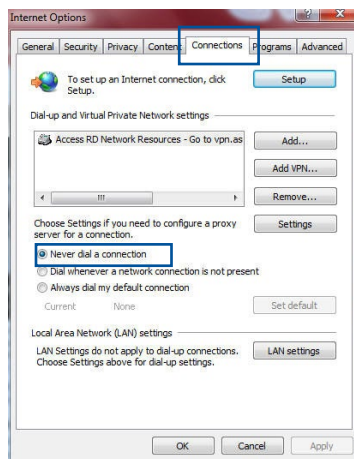 Internet Options
General Security Privacy Content Connections Programs Advanced
To set up an Internet connection, click
Setup.
Setup
Dial-up and Virtual Private Network settings
Access RD Network Resources - Go to vpn.as
Add...
Add VPN...
Remove...
Choose Settings if you need to configure a proxy
server for a connection.
Settings
Never dial a connection
Dial whenever a network connection is not present
Always dial my default connection
Current None
Set default
Local Area Network (LAN) settings
LAN Settings do not apply to dial-up connections.
Choose Settings above for dial-up settings.
LAN settings
OK Cancel Apply